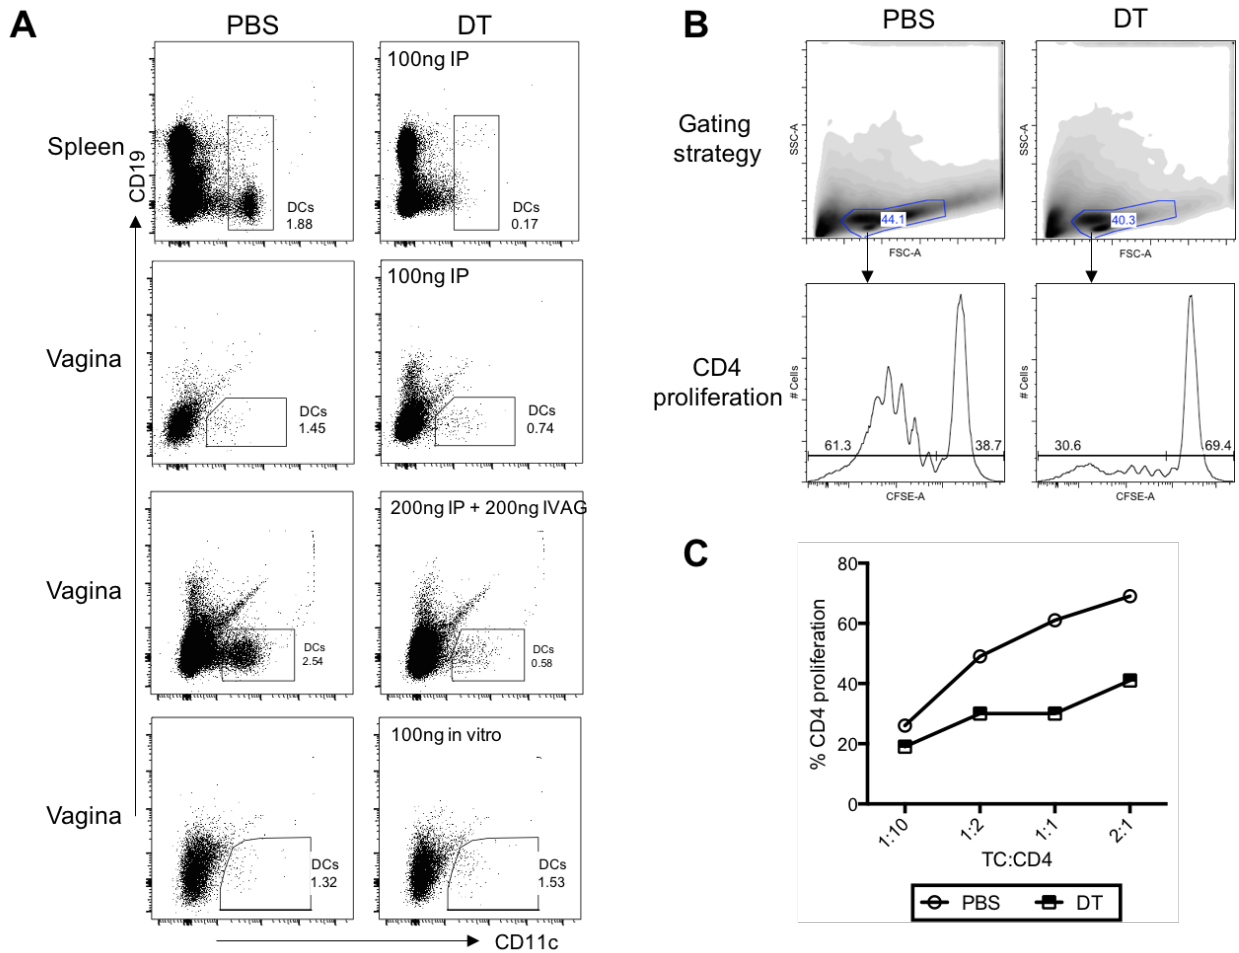 A
PBS
DT
Spleen
CD19
100ng IP
DCs
1.88
DCs
0.17
Vagina
100ng IP
DCs
1.45
DCs
0.74
Vagina
200ng IP + 200ng IVAG
DCs
2.54
DCs
0.58
Vagina
100ng in vitro
DCs
1.32
DCs
1.53
CD11c
B
PBS
DT
Gating
strategy
SSC-A
44.1
FSC-A
SSC-A
40.3
FSC-A
CD4
proliferation
# Cells
61.3
38.7
CFSE-A
# Cells
30.6
69.4
CFSE-A
C
% CD4 proliferation
80
60
40
20
0
1:10
1:2
1:1
2:1
TC:CD4
PBS
DT